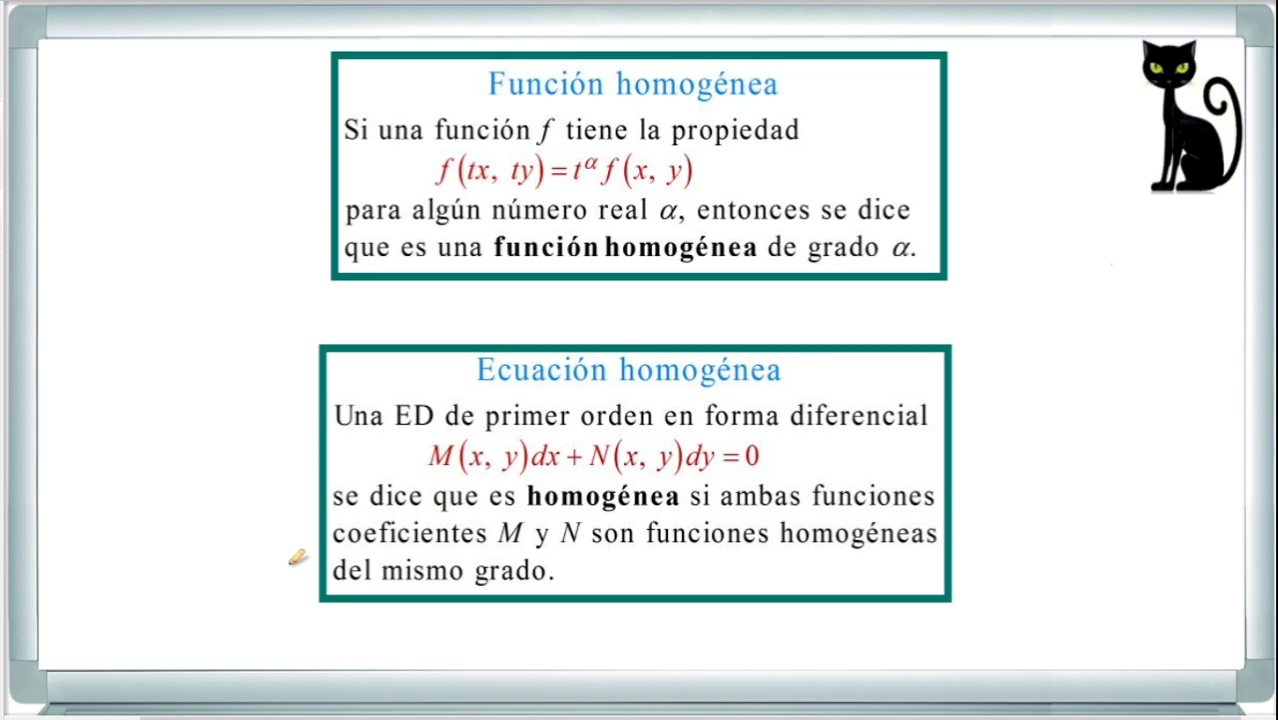 Función homogénea
Si una función f tiene la propiedad
f(tx, ty)=t^α f(x, y)
para algún número real α, entonces se dice
que es una función homogénea de grado α.
Ecuación homogénea
Una ED de primer orden en forma diferencial
M(x, y)dx + N(x, y)dy = 0
se dice que es homogénea si ambas funciones
coeficientes M y N son funciones homogéneas
del mismo grado.